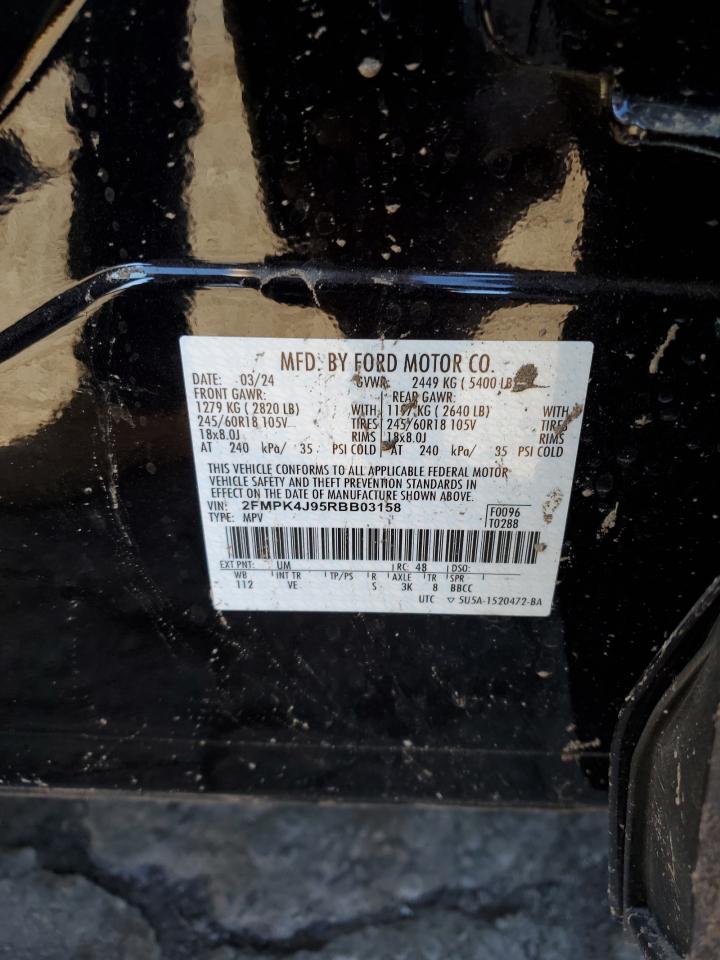 MFD. BY FORD MOTOR CO.
DATE: 03/24 GVWR: 2449 KG ( 5400 LB
FRONT GAWR: REAR GAWR:
1279 KG ( 2820 LB) WITH KG ( 2640 LB) WITH
245/60R18 105V TIRES 245/60R18 105V TIRES
18x8.0J RIMS 18x8.0J RIMS
AT 240 kPa/ 35 PSI COLD AT 240 kPa/ 35 PSI COLD
THIS VEHICLE CONFORMS TO ALL APPLICABLE FEDERAL MOTOR
VEHICLE SAFETY AND THEFT PREVENTION STANDARDS IN
EFFECT ON THE DATE OF MANUFACTURE SHOWN ABOVE.
VIN: 2FMPK4J95RBB03158 F0096
TYPE: MPV T0288
EXT PNT: UM RC: 48 DSO:
WB INT TR TP/PS R AXLE TR SPR
112 VE S 3K 8 BBCC
UTC ▽ 5U5A-1520472-BA